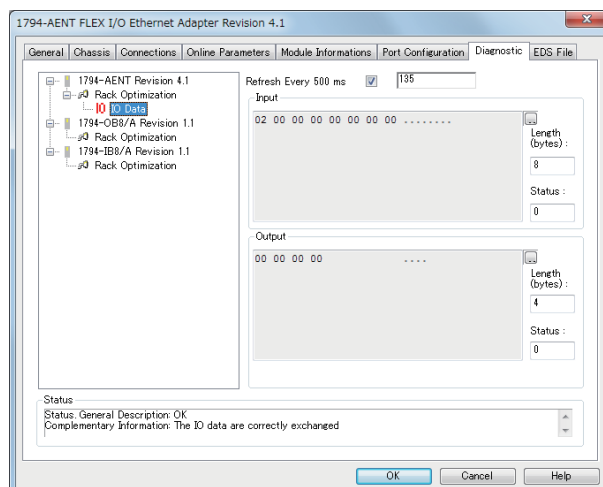 1794-AENT FLEX I/O Ethernet Adapter Revision 4.1
General Chassis Connections Online Parameters Module Informations Port Configuration Diagnostic EDS File
1794-AENT Revision 4.1
Rack Optimization
IO Data
1794-OB8/A Revision 1.1
Rack Optimization
1794-IB8/A Revision 1.1
Rack Optimization
Refresh Every 500 ms
135
Input
02 00 00 00 00 00 00 00 ........
...
Length
(bytes) :
8
Status :
0
Output
00 00 00 00 ....
...
Length
(bytes) :
4
Status :
0
Status
Status. General Description: OK
Complementary Information: The IO data are correctly exchanged
OK Cancel Help